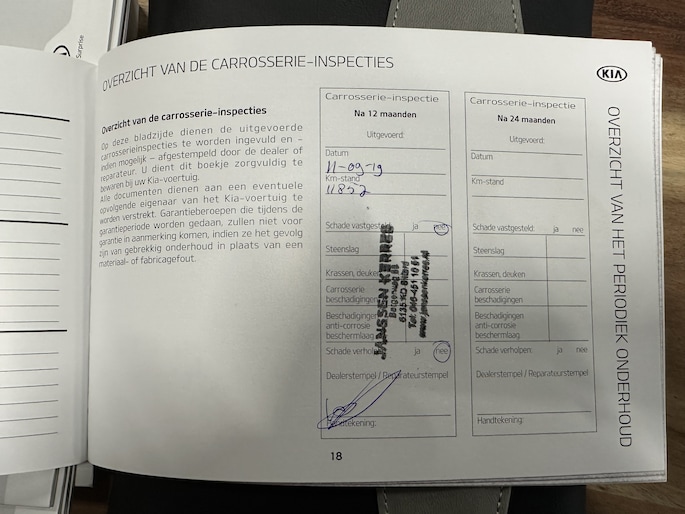 Surprise
OVERZICHT VAN DE CARROSSERIE-INSPECTIES
KIA
Overzicht van de carrosserie-inspecties
Op deze bladzijde dienen de uitgevoerde
carrosserieinspecties te worden ingevuld en –
indien mogelijk – afgestempeld door de dealer of
reparateur. U dient dit boekje zorgvuldig te
bewaren bij uw Kia-voertuig.
Alle documenten dienen aan een eventuele
opvolgende eigenaar van het Kia-voertuig te
worden verstrekt. Garantieberoepen die tijdens de
garantieperiode worden gedaan, zullen niet voor
garantie in aanmerking komen, indien ze het gevolg
zijn van gebrekkig onderhoud in plaats van een
materiaal- of fabricagefout.
Carrosserie-inspectie
Na 12 maanden
Uitgevoerd:
Datum
11-09-19
Km-stand
11852
Schade vastgesteld: ja nee
Steenslag
Krassen, deuken
Carrosserie
beschadigingen
Beschadigingen
anti-corrosie
beschermlaag
Schade verholpen: ja nee
Dealerstempel / Reparateurstempel
Handtekening:
Carrosserie-inspectie
Na 24 maanden
Uitgevoerd:
Datum
Km-stand
Schade vastgesteld: ja nee
Steenslag
Krassen, deuken
Carrosserie
beschadigingen
Beschadigingen
anti-corrosie
beschermlaag
Schade verholpen: ja nee
Dealerstempel / Reparateurstempel
Handtekening:
OVERZICHT VAN HET PERIODIEK ONDERHOUD
18